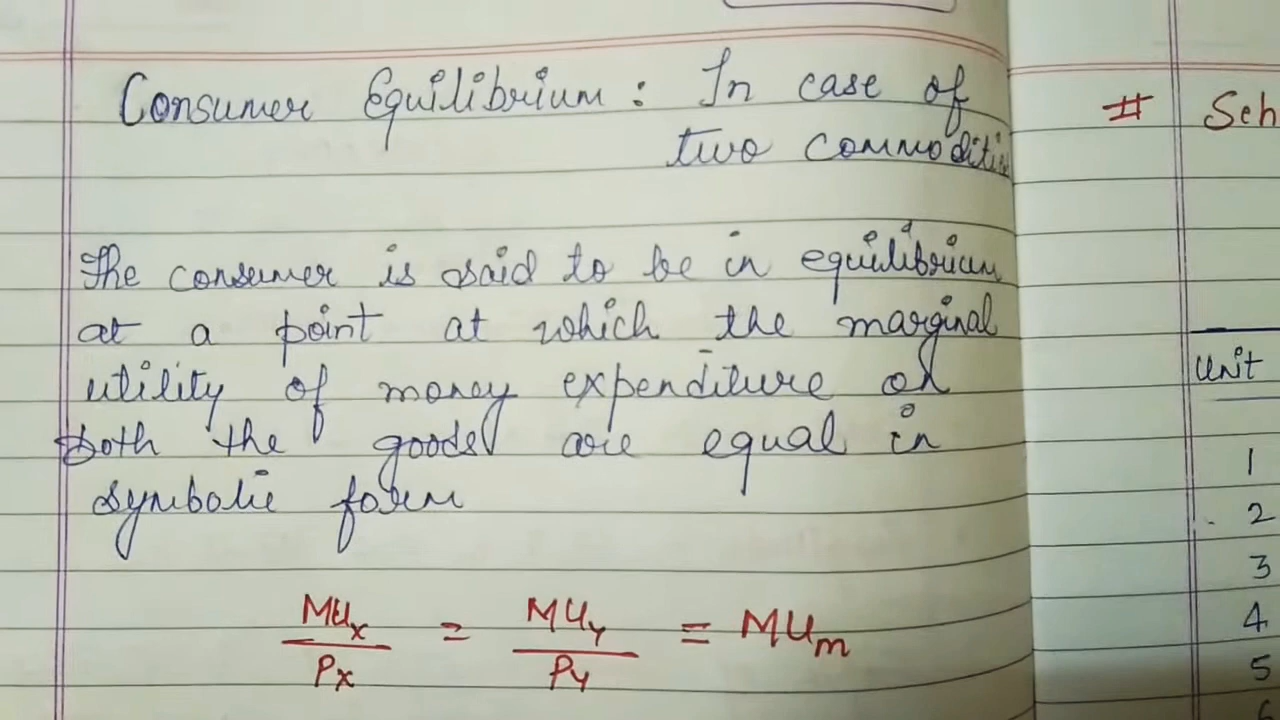 Consumer Equilibrium : In case of
two commoditi
The consumer is said to be in equilibrium
at a point at which the marginal
utility of money expenditure on
both the goods are equal in
symbolic form
MUx/Px = MUy/Py = MUm
# Sch
Unit
1
2
3
4
5